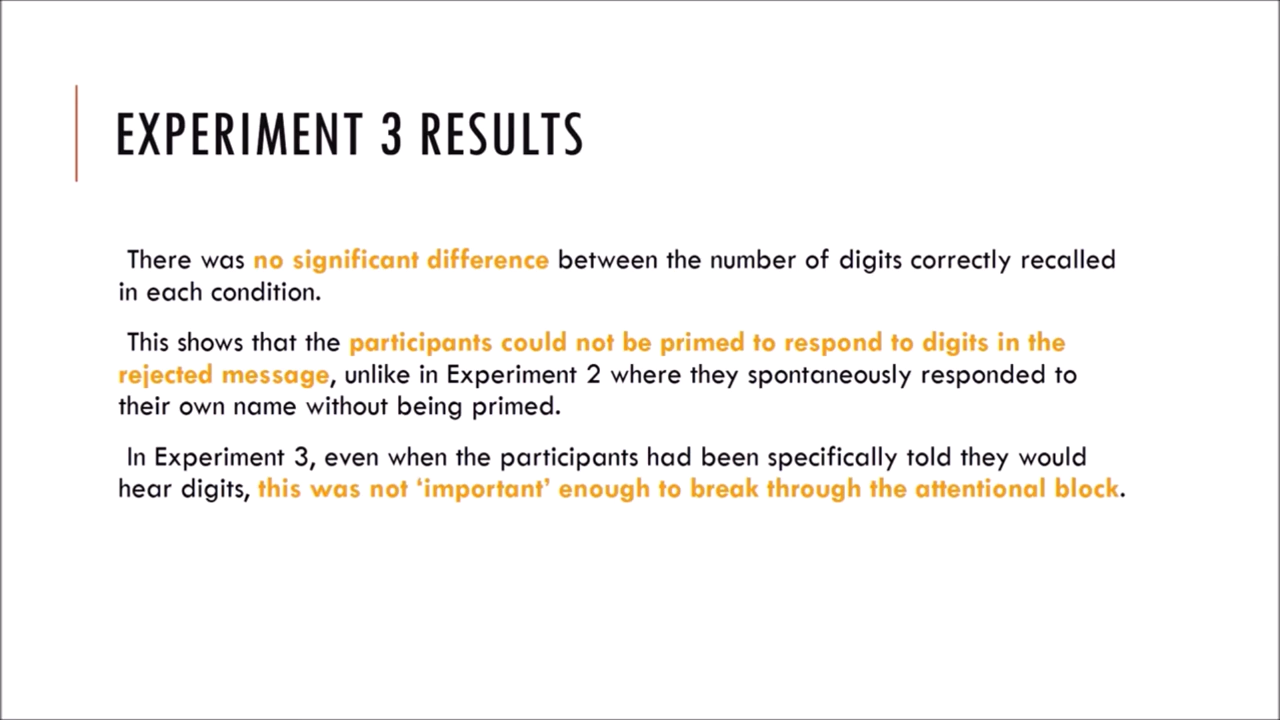 EXPERIMENT 3 RESULTS
There was no significant difference between the number of digits correctly recalled
in each condition.
This shows that the participants could not be primed to respond to digits in the
rejected message, unlike in Experiment 2 where they spontaneously responded to
their own name without being primed.
In Experiment 3, even when the participants had been specifically told they would
hear digits, this was not ‘important’ enough to break through the attentional block.